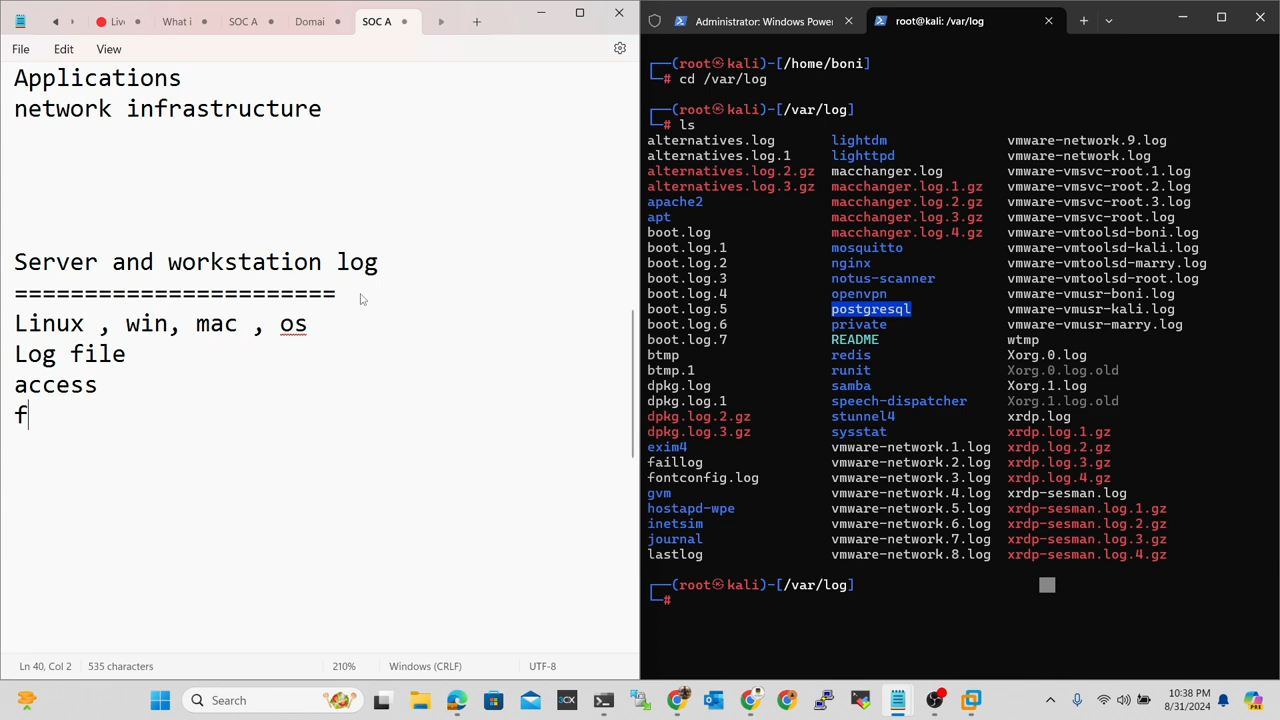 Live
What i
SOC A
Domai
SOC A
File Edit View
Applications
network infrastructure
Server and workstation log
=======================
Linux , win, mac , os
Log file
access
f
Ln 40, Col 2 535 characters 210% Windows (CRLF) UTF-8
Administrator: Windows Power
root@kali: /var/log
┌──(root㉿kali)-[/home/boni]
└─# cd /var/log
┌──(root㉿kali)-[/var/log]
└─# ls
alternatives.log lightdm vmware-network.9.log
alternatives.log.1 lighttpd vmware-network.log
alternatives.log.2.gz macchanger.log vmware-vmsvc-root.1.log
alternatives.log.3.gz macchanger.log.1.gz vmware-vmsvc-root.2.log
apache2 macchanger.log.2.gz vmware-vmsvc-root.3.log
apt macchanger.log.3.gz vmware-vmsvc-root.log
boot.log macchanger.log.4.gz vmware-vmtoolsd-boni.log
boot.log.1 mosquitto vmware-vmtoolsd-kali.log
boot.log.2 nginx vmware-vmtoolsd-marry.log
boot.log.3 notus-scanner vmware-vmtoolsd-root.log
boot.log.4 openvpn vmware-vmusr-boni.log
boot.log.5 postgresql vmware-vmusr-kali.log
boot.log.6 private vmware-vmusr-marry.log
boot.log.7 README wtmp
btmp redis Xorg.0.log
btmp.1 runit Xorg.0.log.old
dpkg.log samba Xorg.1.log
dpkg.log.1 speech-dispatcher Xorg.1.log.old
dpkg.log.2.gz stunnel4 xrdp.log
dpkg.log.3.gz sysstat xrdp.log.1.gz
exim4 vmware-network.1.log xrdp.log.2.gz
faillog vmware-network.2.log xrdp.log.3.gz
fontconfig.log vmware-network.3.log xrdp.log.4.gz
gvm vmware-network.4.log xrdp-sesman.log
hostapd-wpe vmware-network.5.log xrdp-sesman.log.1.gz
inetsim vmware-network.6.log xrdp-sesman.log.2.gz
journal vmware-network.7.log xrdp-sesman.log.3.gz
lastlog vmware-network.8.log xrdp-sesman.log.4.gz
┌──(root㉿kali)-[/var/log]
└─#
Search
10:38 PM
8/31/2024